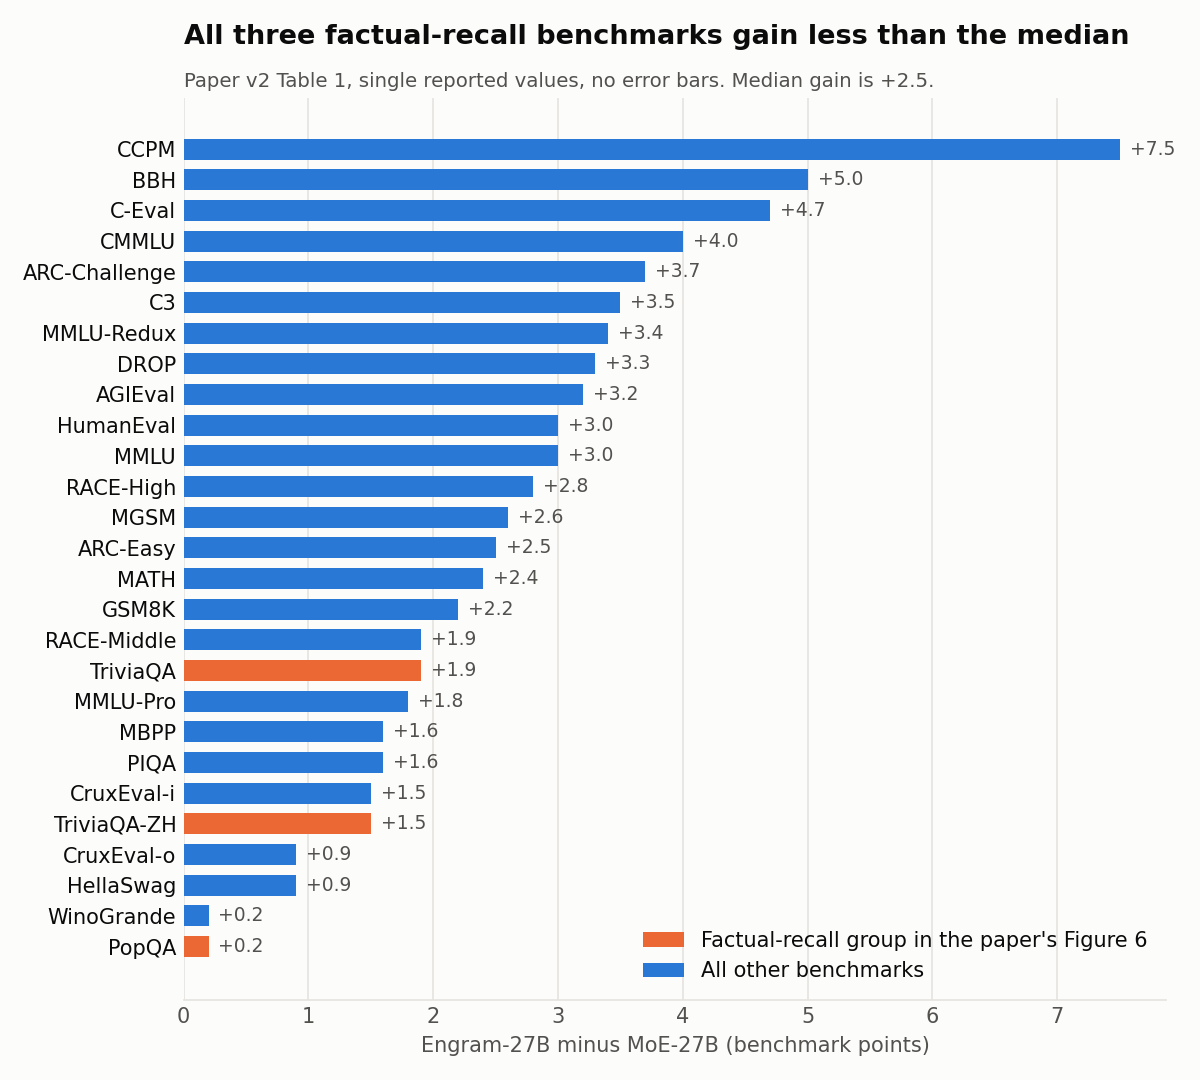 All three factual-recall benchmarks gain less than the median
Paper v2 Table 1, single reported values, no error bars. Median gain is +2.5.
CCPM +7.5
BBH +5.0
C-Eval +4.7
CMMLU +4.0
ARC-Challenge +3.7
C3 +3.5
MMLU-Redux +3.4
DROP +3.3
AGIEval +3.2
HumanEval +3.0
MMLU +3.0
RACE-High +2.8
MGSM +2.6
ARC-Easy +2.5
MATH +2.4
GSM8K +2.2
RACE-Middle +1.9
TriviaQA +1.9
MMLU-Pro +1.8
MBPP +1.6
PIQA +1.6
CruxEval-i +1.5
TriviaQA-ZH +1.5
CruxEval-o +0.9
HellaSwag +0.9
WinoGrande +0.2
PopQA +0.2
Factual-recall group in the paper's Figure 6
All other benchmarks
0 1 2 3 4 5 6 7
Engram-27B minus MoE-27B (benchmark points)